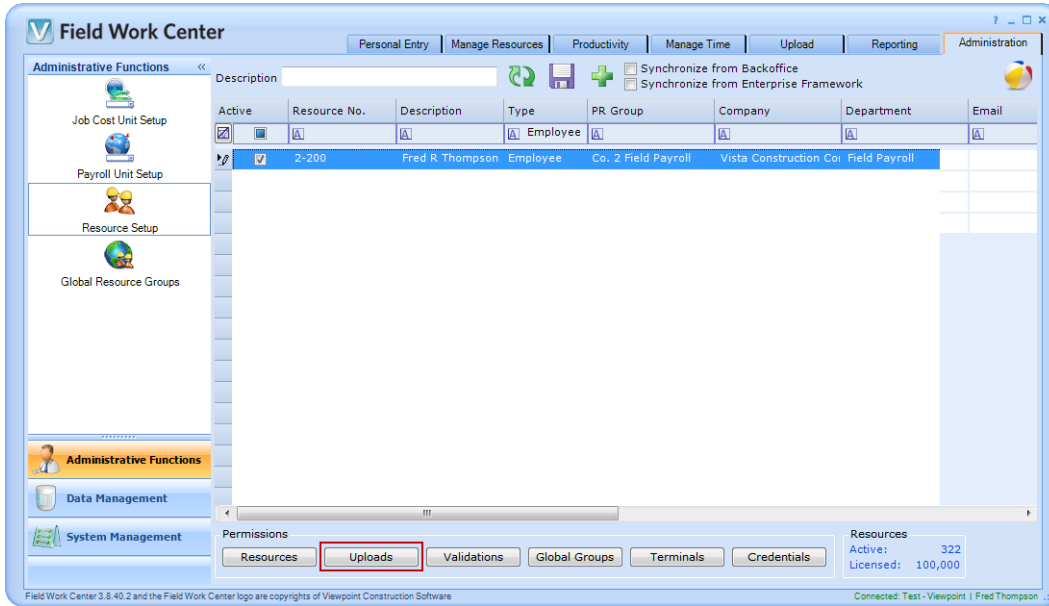 Field Work Center
? _ □ ×
Personal Entry Manage Resources Productivity Manage Time Upload Reporting Administration
Administrative Functions «
Job Cost Unit Setup
Payroll Unit Setup
Resource Setup
Global Resource Groups
Administrative Functions
Data Management
System Management
Description
Synchronize from Backoffice
Synchronize from Enterprise Framework
Active Resource No. Description Type PR Group Company Department Email
A A A Employee A A A A
2-200 Fred R Thompson Employee Co. 2 Field Payroll Vista Construction Co Field Payroll
Permissions
Resources Uploads Validations Global Groups Terminals Credentials
Resources
Active: 322
Licensed: 100,000
Field Work Center 3.8.40.2 and the Field Work Center logo are copyrights of Viewpoint Construction Software
Connected: Test - Viewpoint | Fred Thompson